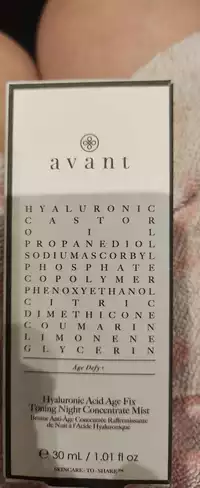 avant
HYALURONIC
CASTOR
OIL
PROPANEDIOL
SODIUMASCORBYL
PHOSPHATE
COPOLYMER
PHENOXYETHANOL
CITRIC
DIMETHICONE
COUMARIN
LIMONENE
GLYCERIN
Age Defy+
Hyaluronic Acid Age Fix
Toning Night Concentrate Mist
Brume Anti-Âge Concentrée Raffermissante
de Nuit à l'Acide Hyaluronique
e 30 ml / 1.01 fl oz
SKINCARE-TO-SHARE™